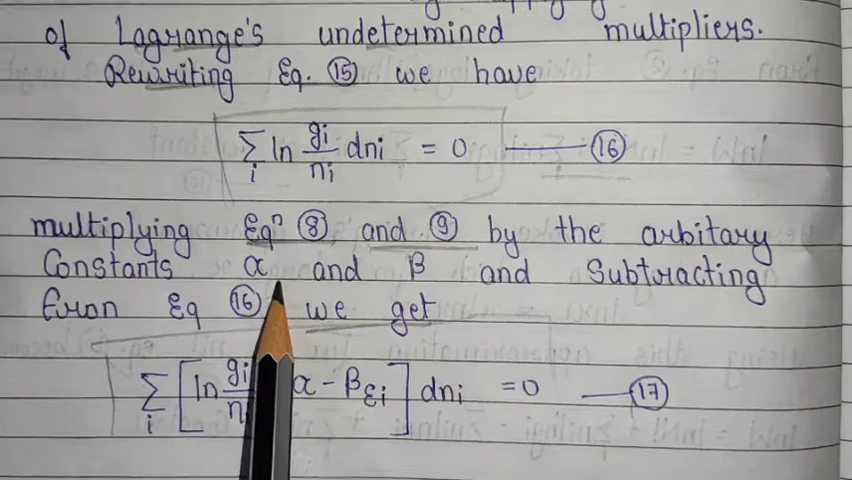 of Lagrange's undetermined multipliers.
Rewriting Eq. ⑮ we have
∑i ln gi/ni dni = 0 —— ⑯
multiplying Eqn ⑧ and ⑨ by the arbitary
Constants α and β and Subtracting
from Eq ⑯ we get
∑i [ln gi/ni α - βεi] dni = 0 —— ⑰